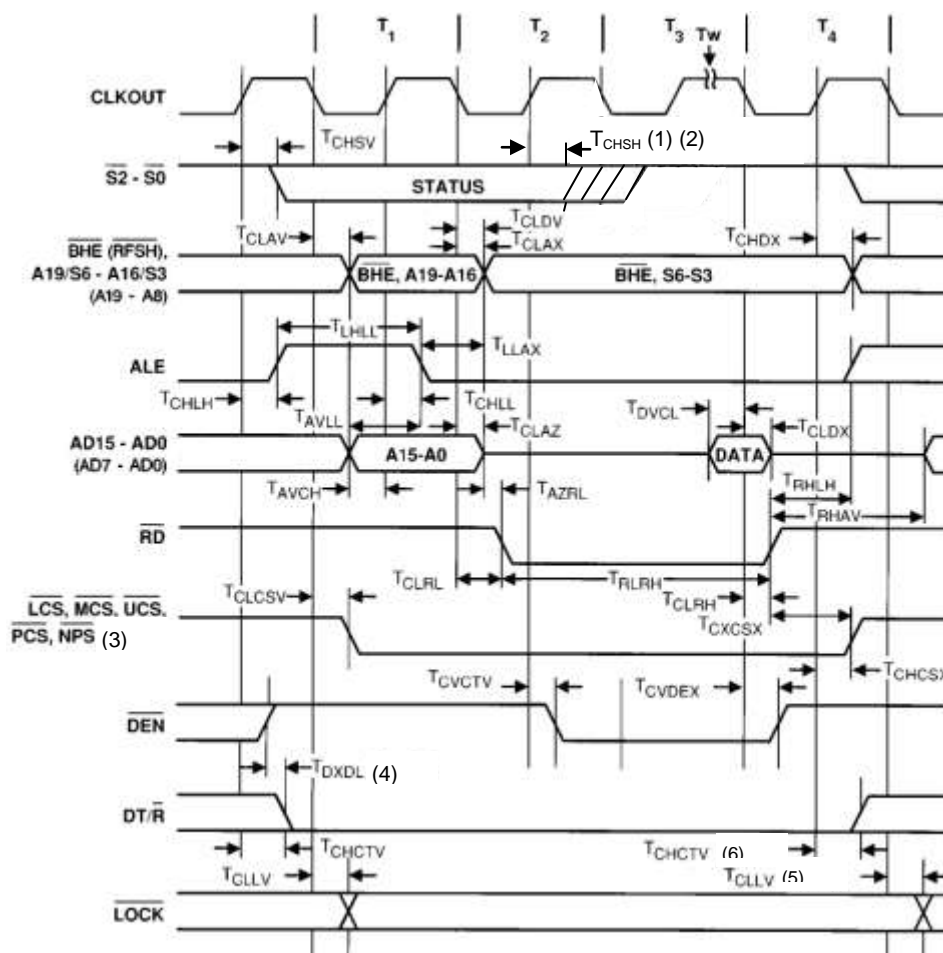 T1 T2 T3 Tw T4
CLKOUT
TCHSV TCHSH (1) (2)
S2 - S0 STATUS
TCLDV
TCLAV TCLAX TCHDX
BHE (RFSH),
A19/S6 - A16/S3 BHE, A19-A16 BHE, S6-S3
(A19 - A8)
TLHLL
TLLAX
ALE
TCHLH TCHLL TDVCL
TAVLL TCLAZ TCLDX
AD15 - AD0 A15-A0 DATA
(AD7 - AD0)
TRHLH
TAVCH TAZRL TRHAV
RD
TCLRL TRLRH
TCLCSV TCLRH
LCS, MCS, UCS,
TCXCSX
PCS, NPS (3)
TCVCTV TCVDEX TCHCSX
DEN
TDXDL (4)
DT/R
TCHCTV TCHCTV (6)
TCLLV TCLLV (5)
LOCK